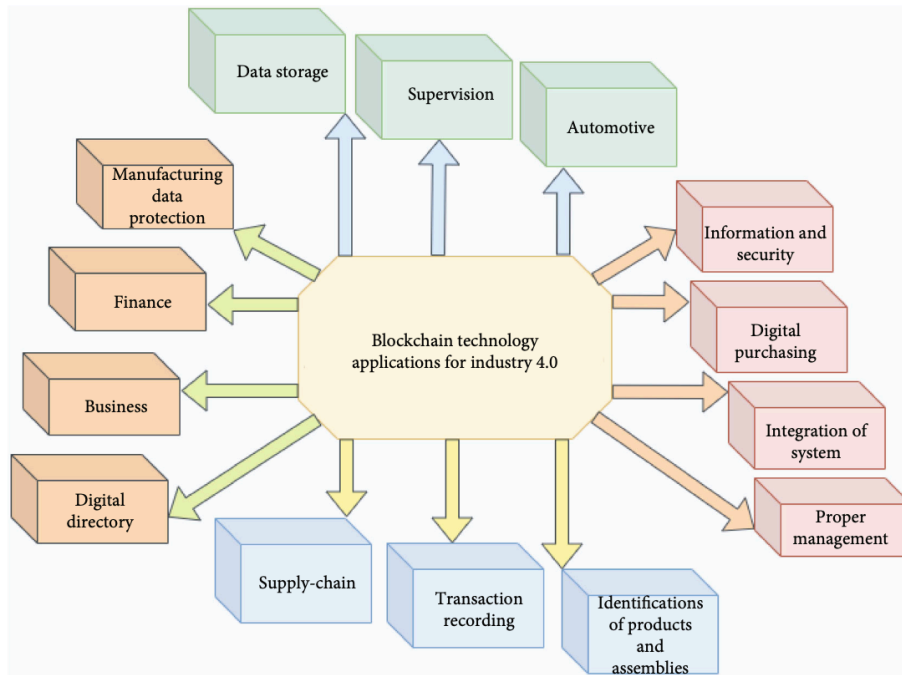 Data storage
Supervision
Automotive
Manufacturing
data
protection
Information and
security
Finance
Digital
purchasing
Blockchain technology
applications for industry 4.0
Business
Integration of
system
Digital
directory
Proper
management
Supply-chain
Transaction
recording
Identifications
of products
and
assemblies